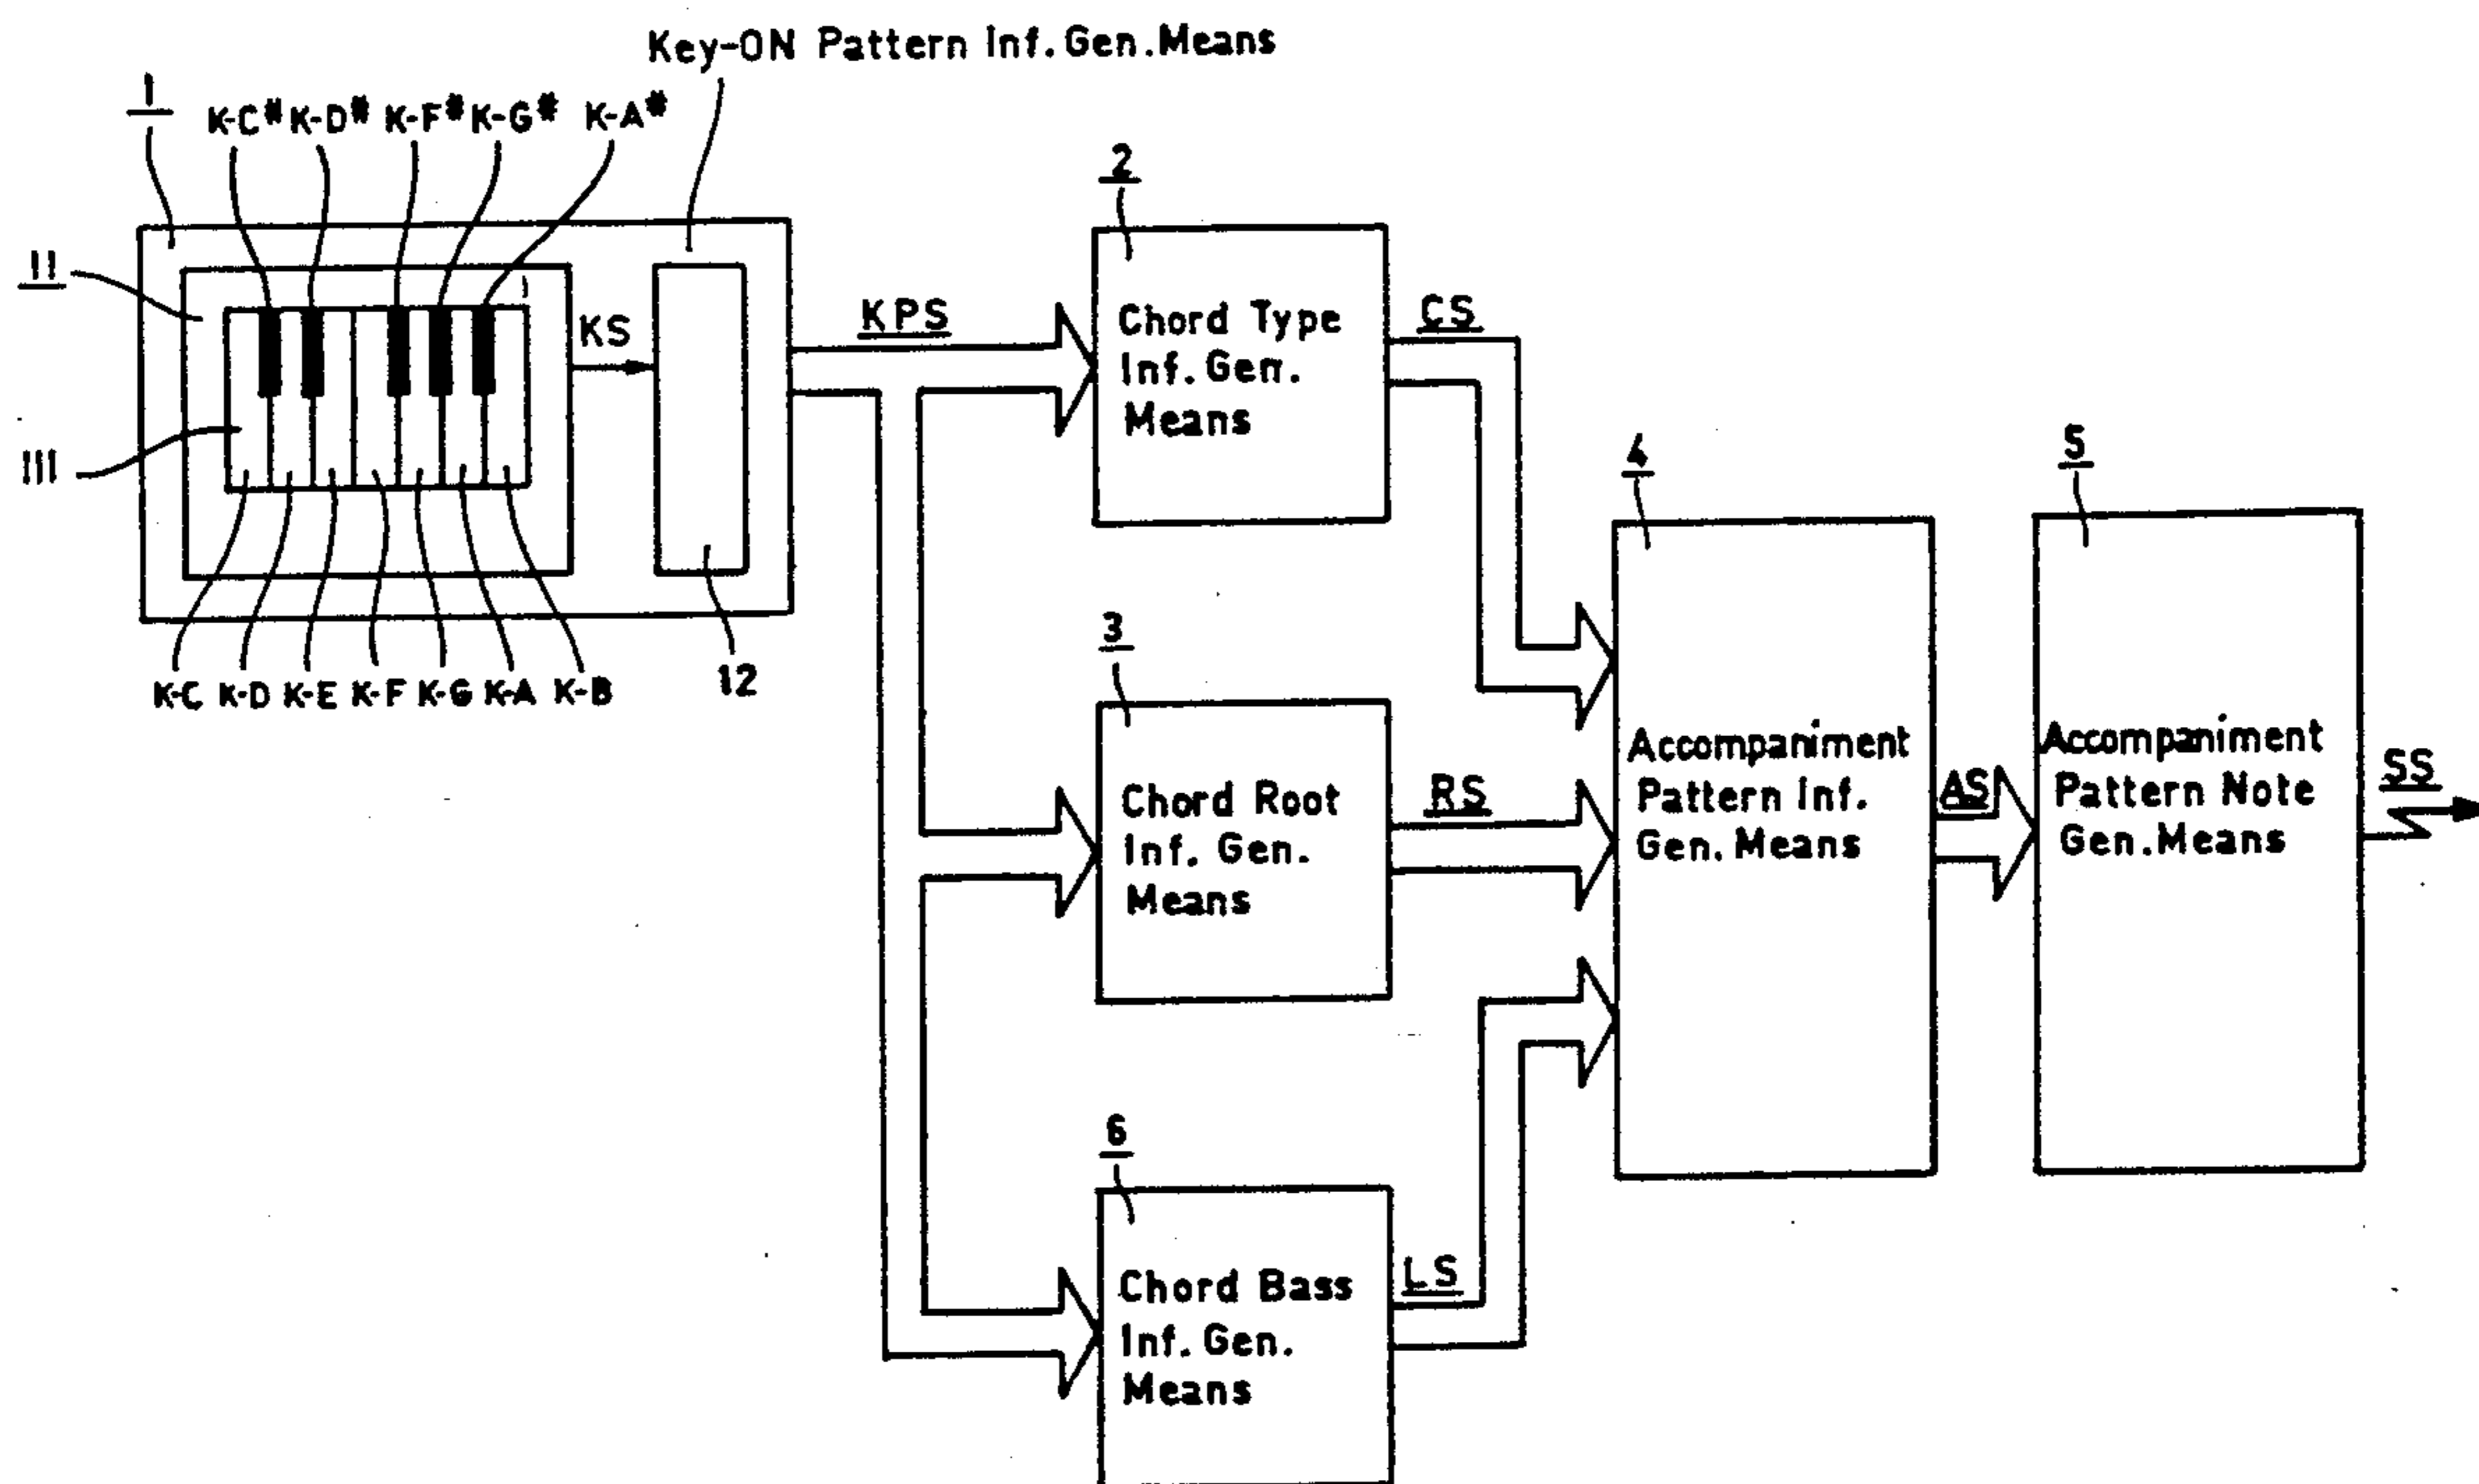 Key-ON Pattern Inf. Gen. Means
1
K-C# K-D# K-F# K-G# K-A#
2
11
KS
KPS
Chord Type
Inf. Gen.
Means
CS
111
K-C K-D K-E K-F K-G K-A K-B
12
3
Chord Root
Inf. Gen.
Means
RS
4
Accompaniment
Pattern Inf.
Gen. Means
AS
5
Accompaniment
Pattern Note
Gen. Means
SS
6
Chord Bass
Inf. Gen.
Means
LS